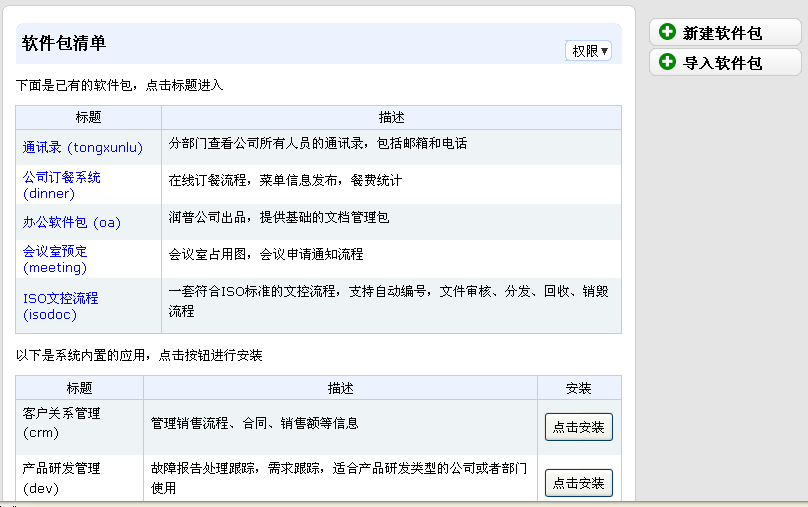 软件包清单
权限▼
新建软件包
导入软件包
下面是已有的软件包，点击标题进入
标题 描述
通讯录 (tongxunlu) 分部门查看公司所有人员的通讯录，包括邮箱和电话
公司订餐系统
(dinner)
在线订餐流程，菜单信息发布，餐费统计
办公软件包 (oa) 润普公司出品，提供基础的文档管理包
会议室预定
(meeting)
会议室占用图，会议申请通知流程
ISO文控流程
(isodoc)
一套符合ISO标准的文控流程，支持自动编号，文件审核、分发、回收、销毁
流程
以下是系统内置的应用，点击按钮进行安装
标题 描述 安装
客户关系管理
(crm)
管理销售流程、合同、销售额等信息
点击安装
产品研发管理
(dev)
故障报告处理跟踪，需求跟踪，适合产品研发类型的公司或者部门
使用
点击安装